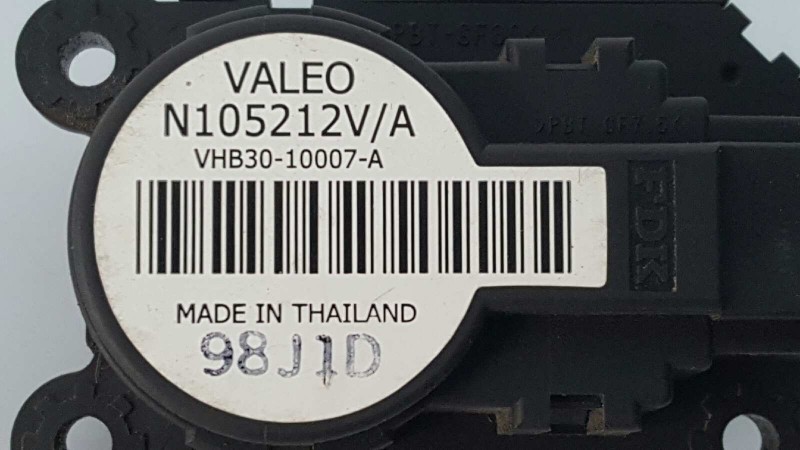 VALEO
N105212V/A
VHB30-10007-A
MADE IN THAILAND
98J1D
FDK